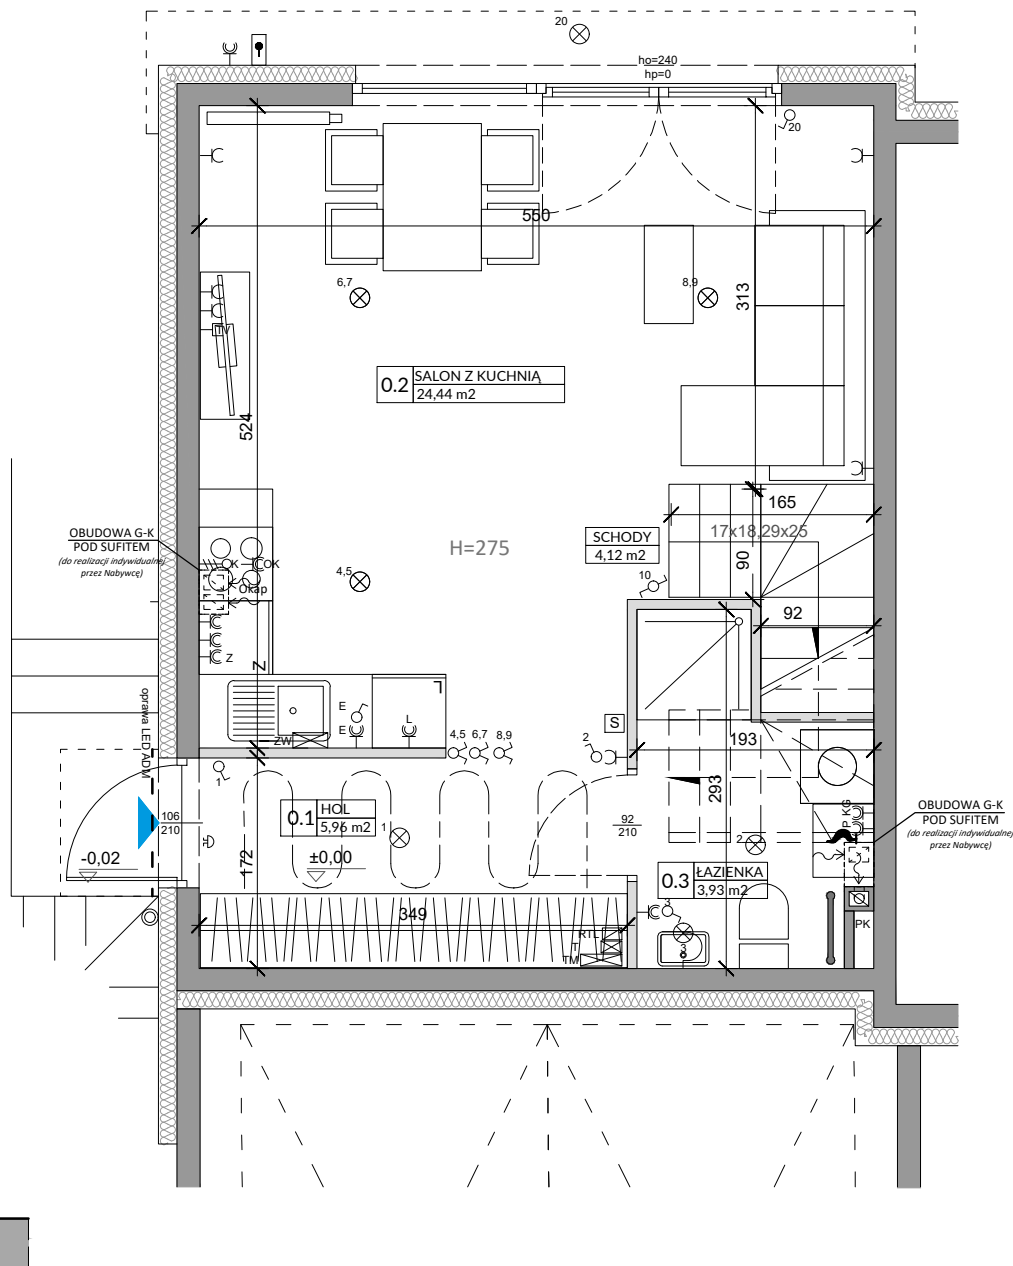 20
ho=240
hp=0
20
550
6,7
8,9
313
TV
0.2
SALON Z KUCHNIĄ
24,44 m2
524
165
17x18,29x25
OBUDOWA G-K
POD SUFITEM
(do realizacji indywidualnej
przez Nabywcę)
SCHODY
4,12 m2
H=275
90
OK
OK
Okap
4,5
10
92
Z
Z
oprawa LED ADM
E
E
L
ZW
4,5
6,7
8,9
S
2
193
1
293
106
210
0.1
HOL
5,96 m2
1
92
210
2
P KG
OBUDOWA G-K
POD SUFITEM
(do realizacji indywidualnej
przez Nabywcę)
-0,02
±0,00
172
0.3
ŁAZIENKA
3,93 m2
349
3
RTL
T
TM
3
PK